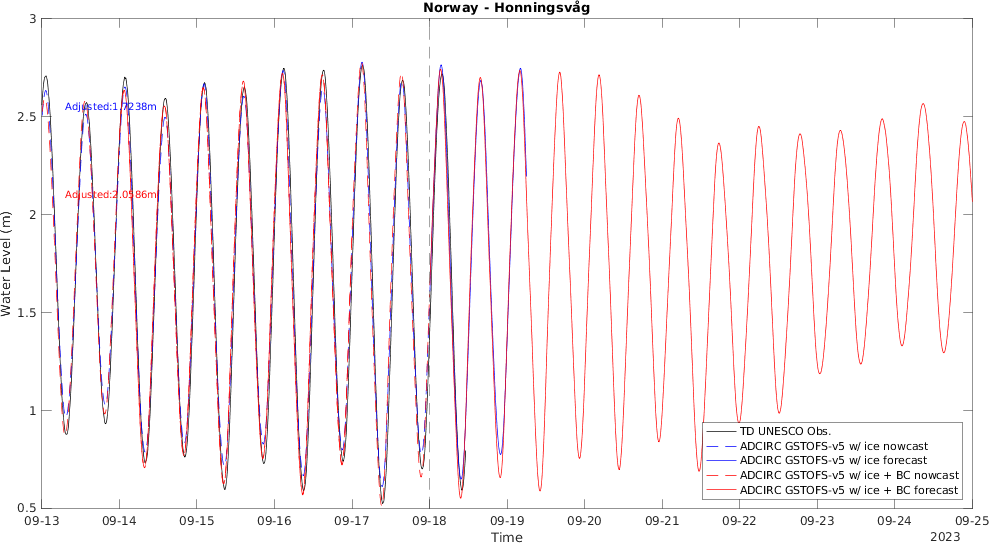 Norway - Honningsvåg
3
2.5
2
1.5
1
0.5
Water Level (m)
Adjusted:1.7238m
Adjusted:2.0586m
TD UNESCO Obs.
ADCIRC GSTOFS-v5 w/ ice nowcast
ADCIRC GSTOFS-v5 w/ ice forecast
ADCIRC GSTOFS-v5 w/ ice + BC nowcast
ADCIRC GSTOFS-v5 w/ ice + BC forecast
09-13 09-14 09-15 09-16 09-17 09-18 09-19 09-20 09-21 09-22 09-23 09-24 09-25
Time
2023